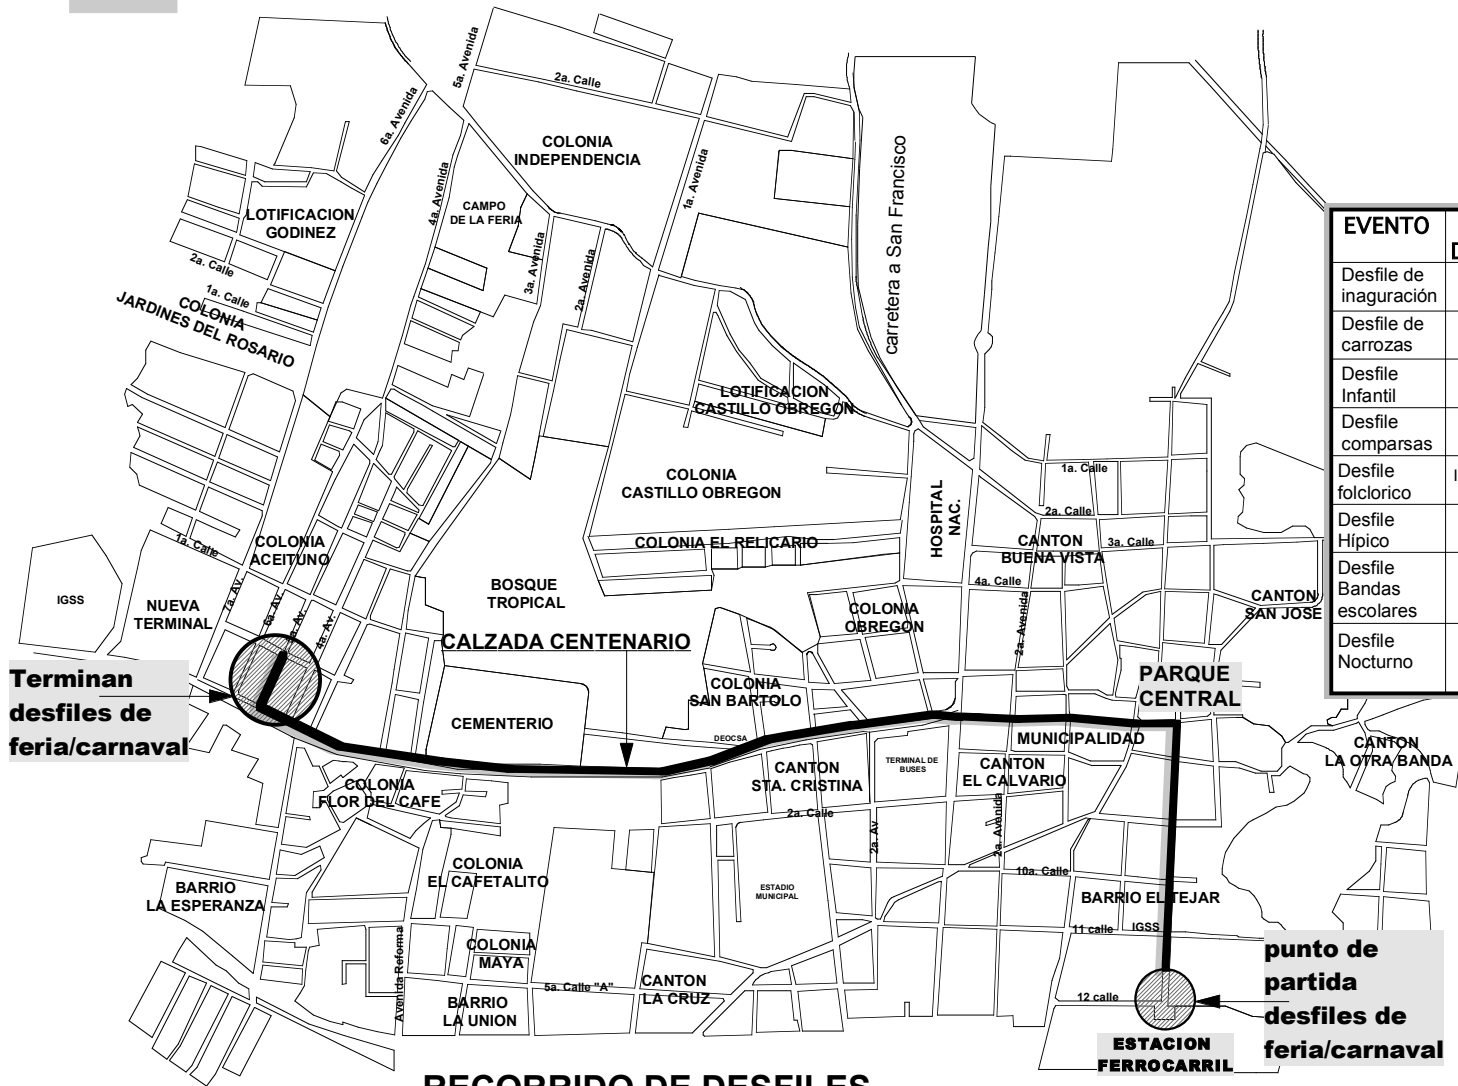 5a. Avenida
2a. Calle
6a. Avenida
COLONIA
INDEPENDENCIA
1a. Avenida
carretera a San Francisco
4a. Avenida
CAMPO
DE LA FERIA
LOTIFICACION
GODINEZ
3a. Avenida
2a. Avenida
2a. Calle
1a. Calle
COLONIA
JARDINES DEL ROSARIO
EVENTO
Desfile de
inaguración
Desfile de
carrozas
Desfile
Infantil
Desfile
comparsas
Desfile
folclorico
Desfile
Hípico
Desfile
Bandas
escolares
Desfile
Nocturno
LOTIFICACION
CASTILLO OBREGON
COLONIA
CASTILLO OBREGON
1a. Calle
HOSPITAL
NAC.
2a. Calle
1a. Calle
COLONIA
ACEITUNO
COLONIA EL RELICARIO
CANTON
BUENA VISTA
3a. Calle
4a. Calle
IGSS
NUEVA
TERMINAL
7a. Av.
6a. Av.
4a. Av.
BOSQUE
TROPICAL
COLONIA
OBREGON
2a. Avenida
CANTON
SAN JOSE
CALZADA CENTENARIO
Terminan
desfiles de
feria/carnaval
COLONIA
SAN BARTOLO
PARQUE
CENTRAL
CEMENTERIO
DEOCSA
MUNICIPALIDAD
TERMINAL DE
BUSES
CANTON
LA OTRA BANDA
CANTON
STA. CRISTINA
CANTON
EL CALVARIO
COLONIA
FLOR DEL CAFE
2a. Calle
2a. Av
2a. Avenida
COLONIA
EL CAFETALITO
10a. Calle
BARRIO
LA ESPERANZA
ESTADIO
MUNICIPAL
BARRIO EL TEJAR
11 calle
IGSS
Avenida Reforma
COLONIA
MAYA
5a. Calle "A"
CANTON
LA CRUZ
BARRIO
LA UNION
12 calle
punto de
partida
desfiles de
feria/carnaval
ESTACION
FERROCARRIL
RECORRIDO DE DESFILES